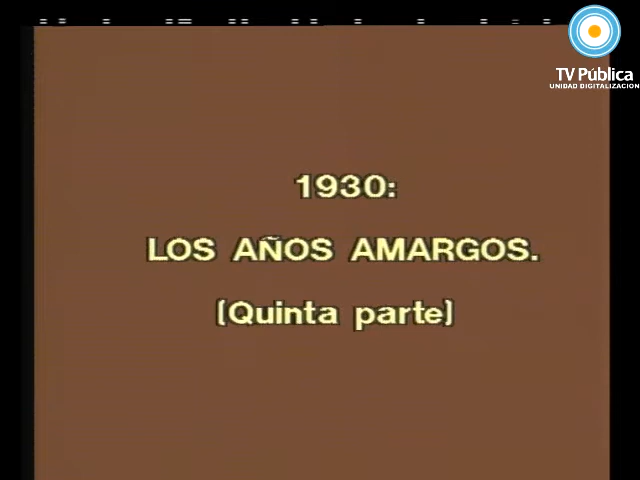 TV Pública
UNIDAD DIGITALIZACION
1930:
LOS AÑOS AMARGOS.
(Quinta parte)